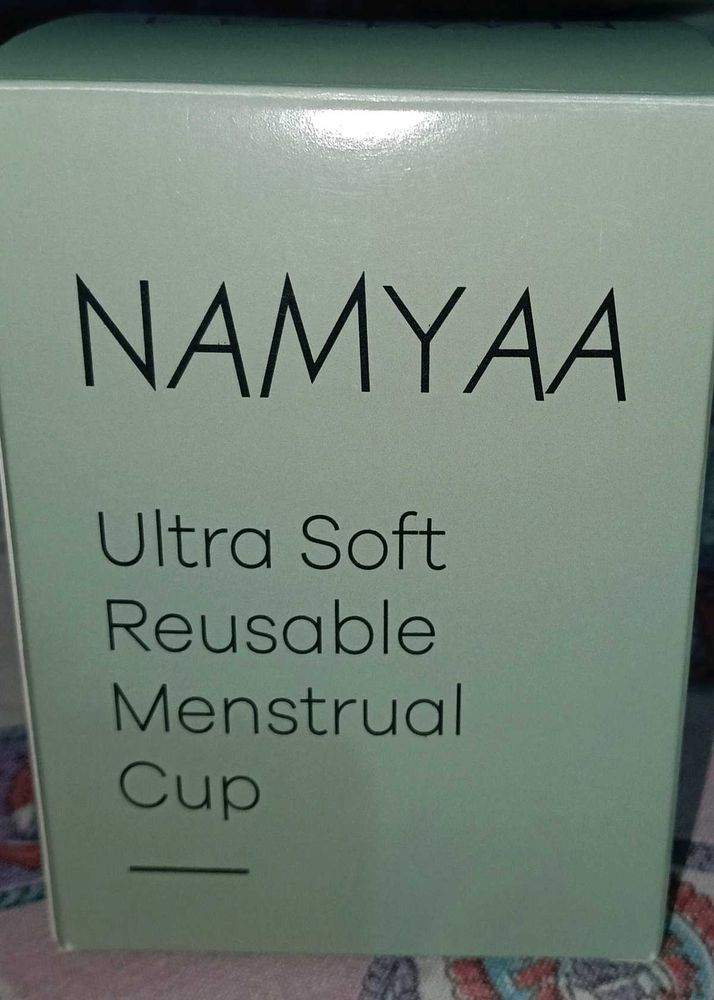 NAMYAA
Ultra Soft
Reusable
Menstrual
Cup